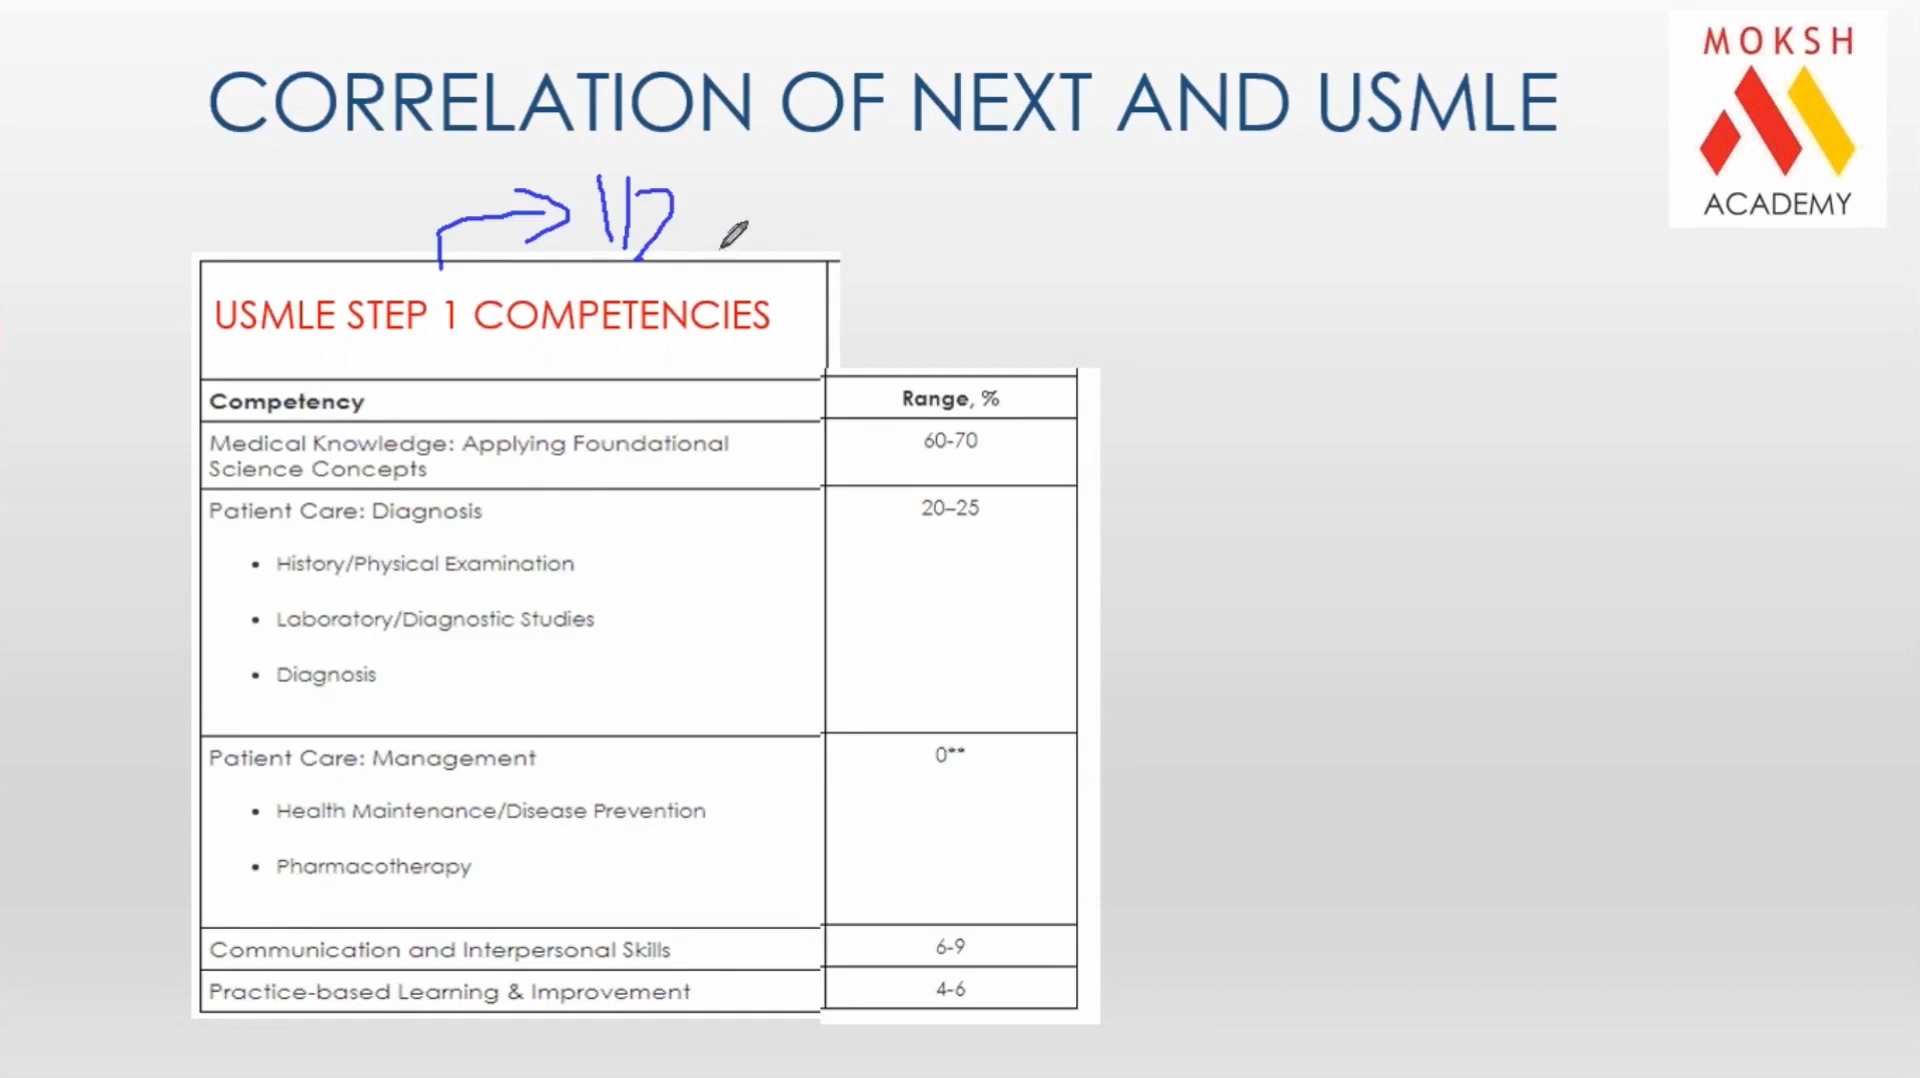 CORRELATION OF NEXT AND USMLE
MOKSH
ACADEMY
USMLE STEP 1 COMPETENCIES
Competency
Range, %
Medical Knowledge: Applying Foundational
Science Concepts
60-70
Patient Care: Diagnosis
20–25
• History/Physical Examination
• Laboratory/Diagnostic Studies
• Diagnosis
Patient Care: Management
0**
• Health Maintenance/Disease Prevention
• Pharmacotherapy
Communication and Interpersonal Skills
6-9
Practice-based Learning & Improvement
4-6